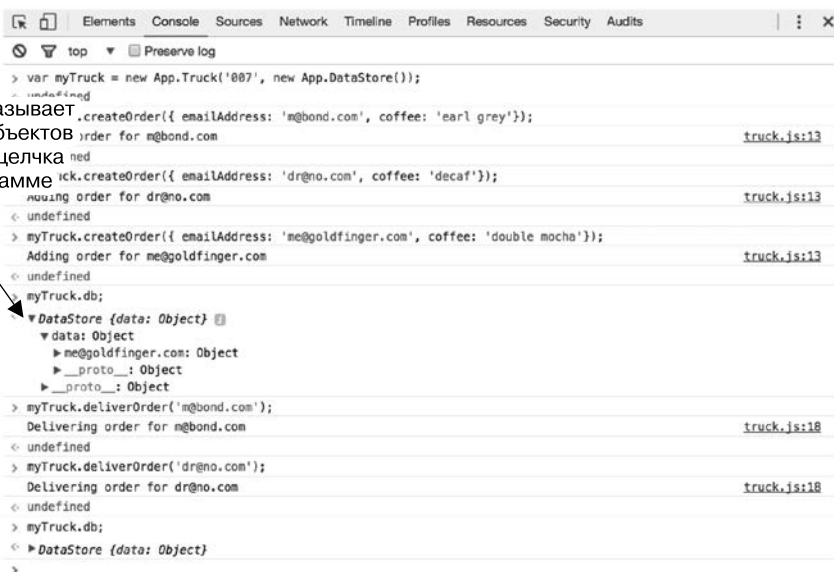 Elements Console Sources Network Timeline Profiles Resources Security Audits
top Preserve log
> var myTruck = new App.Truck('007', new App.DataStore());
undefined
азывает
бъектов
целчка
амме
.createOrder({ emailAddress: 'm@bond.com', coffee: 'earl grey'});
order for m@bond.com truck.js:13
ned
ck.createOrder({ emailAddress: 'dr@no.com', coffee: 'decaf'});
Adding order for dr@no.com truck.js:13
undefined
> myTruck.createOrder({ emailAddress: 'me@goldfinger.com', coffee: 'double mocha'});
Adding order for me@goldfinger.com truck.js:13
undefined
> myTruck.db;
▼ DataStore {data: Object}
▼ data: Object
▶ me@goldfinger.com: Object
▶ __proto__: Object
▶ __proto__: Object
> myTruck.deliverOrder('m@bond.com');
Delivering order for m@bond.com truck.js:18
undefined
> myTruck.deliverOrder('dr@no.com');
Delivering order for dr@no.com truck.js:18
undefined
> myTruck.db;
▶ DataStore {data: Object}
>